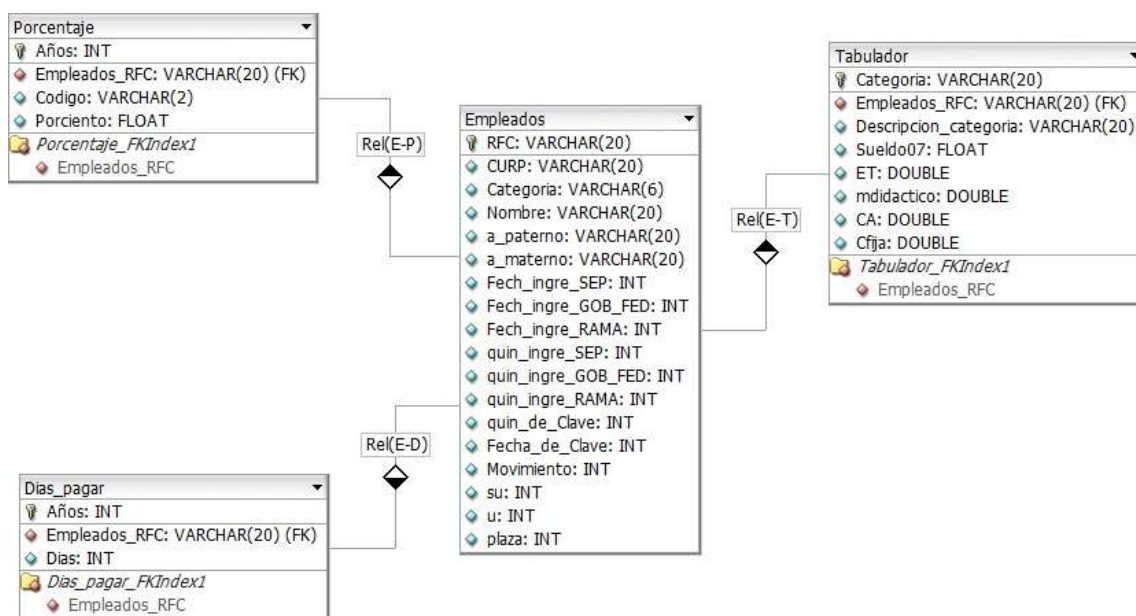 Porcentaje
Años: INT
Empleados_RFC: VARCHAR(20) (FK)
Codigo: VARCHAR(2)
Porciento: FLOAT
Porcentaje_FKIndex1
Empleados_RFC
Rel(E-P)
Empleados
RFC: VARCHAR(20)
CURP: VARCHAR(20)
Categoria: VARCHAR(6)
Nombre: VARCHAR(20)
a_paterno: VARCHAR(20)
a_materno: VARCHAR(20)
Fech_ingre_SEP: INT
Fech_ingre_GOB_FED: INT
Fech_ingre_RAMA: INT
quin_ingre_SEP: INT
quin_ingre_GOB_FED: INT
quin_ingre_RAMA: INT
quin_de_Clave: INT
Fecha_de_Clave: INT
Movimiento: INT
su: INT
u: INT
plaza: INT
Rel(E-T)
Tabulador
Categoria: VARCHAR(20)
Empleados_RFC: VARCHAR(20) (FK)
Descripcion_categoria: VARCHAR(20)
Sueldo07: FLOAT
ET: DOUBLE
mdidactico: DOUBLE
CA: DOUBLE
Cfija: DOUBLE
Tabulador_FKIndex1
Empleados_RFC
Rel(E-D)
Dias_pagar
Años: INT
Empleados_RFC: VARCHAR(20) (FK)
Dias: INT
Dias_pagar_FKIndex1
Empleados_RFC